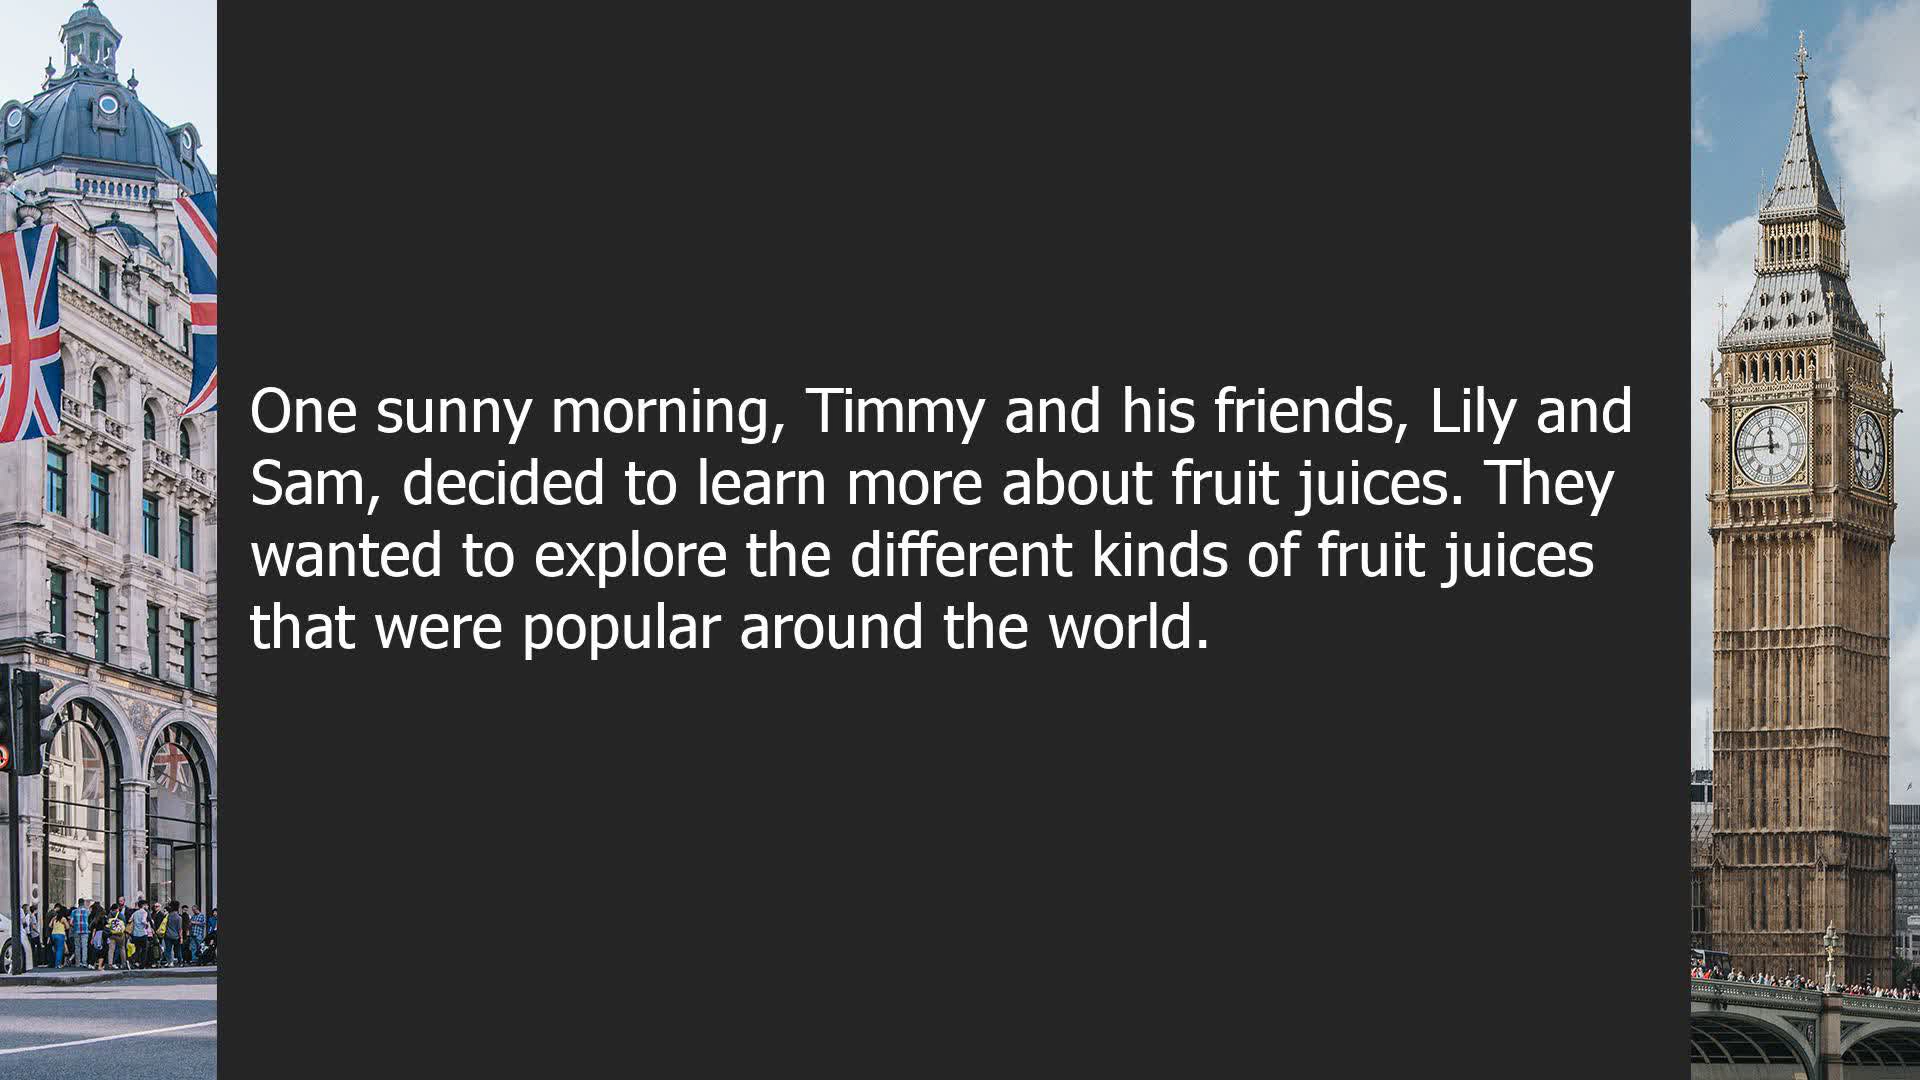 One sunny morning, Timmy and his friends, Lily and
Sam, decided to learn more about fruit juices. They
wanted to explore the different kinds of fruit juices
that were popular around the world.